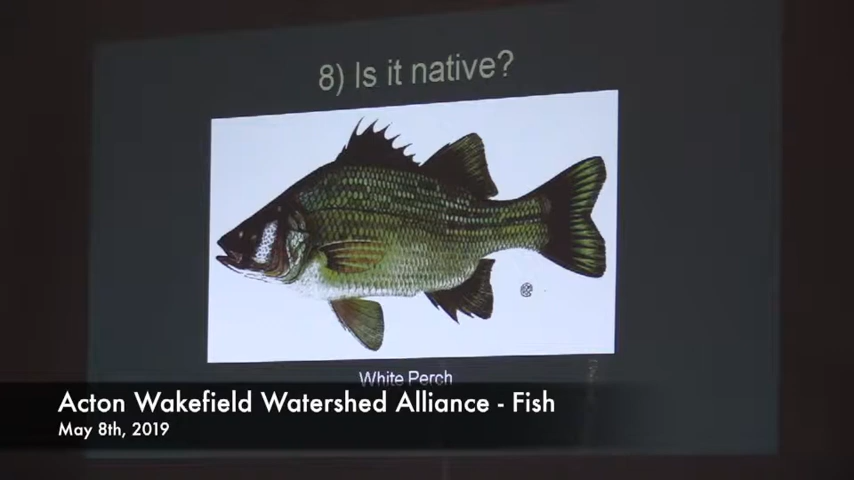 8) Is it native?
White Perch
Acton Wakefield Watershed Alliance - Fish
May 8th, 2019